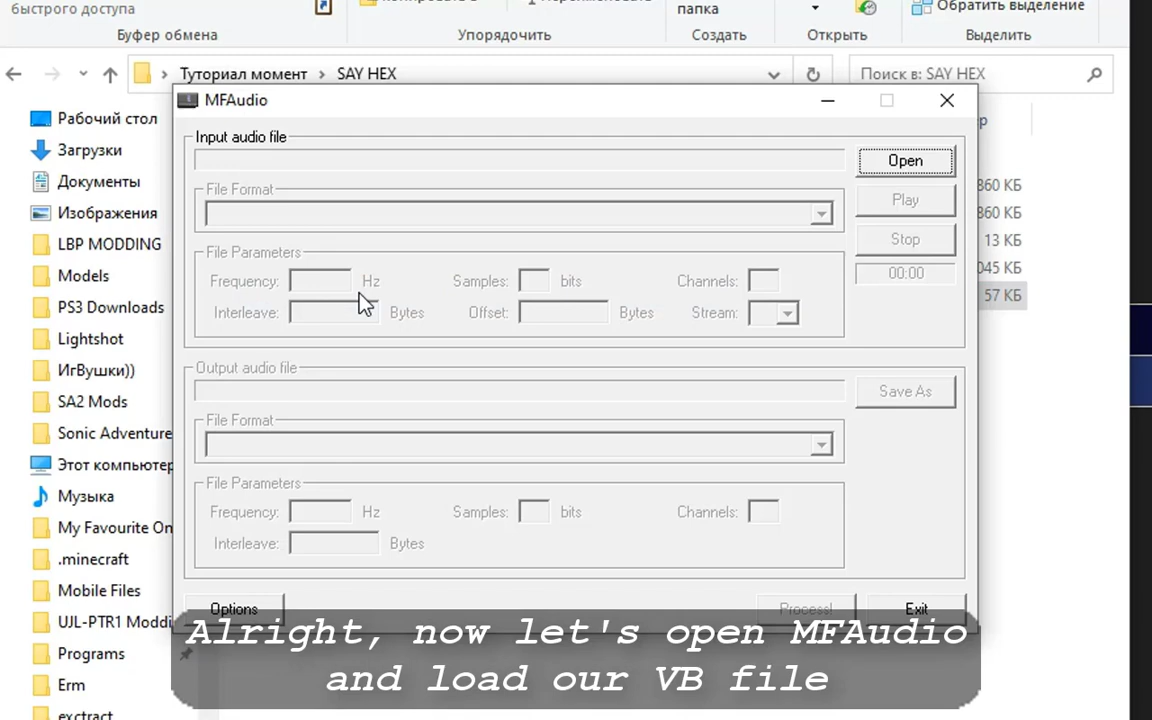 быстрого доступа
папка
Обратить выделение
Буфер обмена
Упорядочить
Создать
Открыть
Выделить
Туториал момент > SAY HEX
Поиск в: SAY HEX
MFAudio
Рабочий стол
Загрузки
Документы
Изображения
LBP MODDING
Models
PS3 Downloads
Lightshot
ИгВушки))
SA2 Mods
Sonic Adventure
Этот компьютер
Музыка
My Favourite On
.minecraft
Mobile Files
UJL-PTR1 Moddi
Programs
Erm
exctract
Input audio file
Open
File Format
Play
Stop
00:00
File Parameters
Frequency: Hz Samples: bits Channels:
Interleave: Bytes Offset: Bytes Stream:
Output audio file
Save As
File Format
File Parameters
Frequency: Hz Samples: bits Channels:
Interleave: Bytes
Options
Process!
Exit
860 КБ
860 КБ
13 КБ
045 КБ
57 КБ
Alright, now let's open MFAudio
and load our VB file